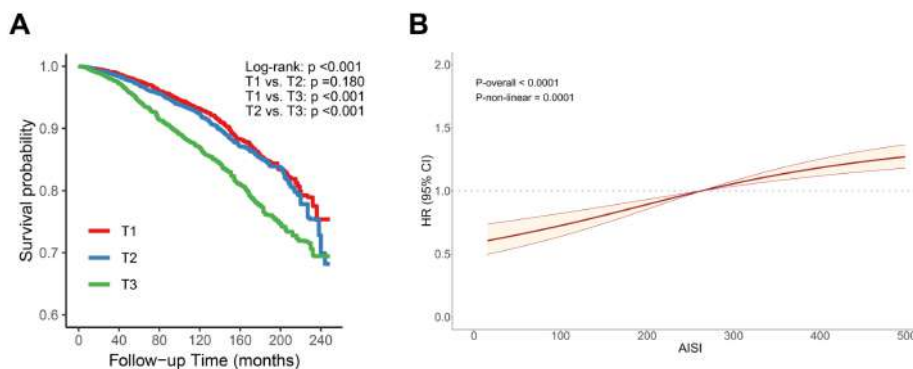 A
Log-rank: p <0.001
T1 vs. T2: p =0.180
T1 vs. T3: p <0.001
T2 vs. T3: p <0.001
1.0
0.9
0.8
0.7
0.6
Survival probability
T1
T2
T3
0 40 80 120 160 200 240
Follow-up Time (months)
B
P-overall < 0.0001
P-non-linear = 0.0001
2.0
1.5
1.0
0.5
0.0
HR (95% CI)
0 100 200 300 400 500
AISI